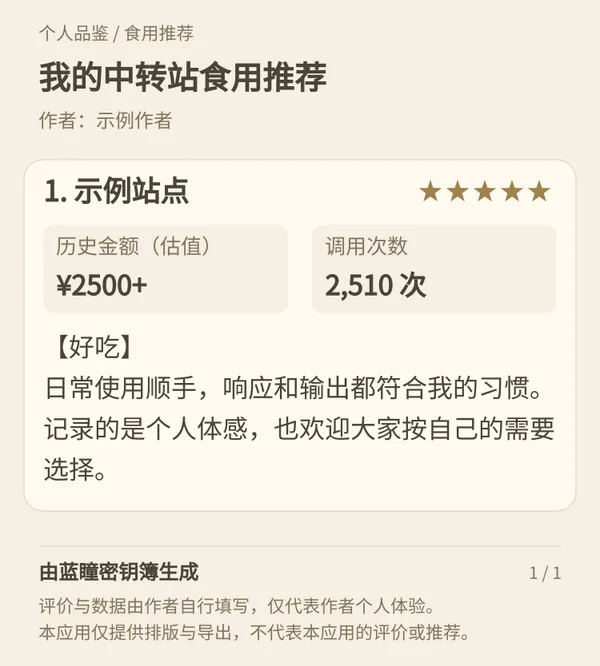 个人品鉴 / 食用推荐
我的中转站食用推荐
作者：示例作者
1. 示例站点 ★★★★★
历史金额（估值） 调用次数
¥2500+ 2,510 次
【好吃】
日常使用顺手，响应和输出都符合我的习惯。
记录的是个人体感，也欢迎大家按自己的需要
选择。
由蓝瞳密钥簿生成 1 / 1
评价与数据由作者自行填写，仅代表作者个人体验。
本应用仅提供排版与导出，不代表本应用的评价或推荐。